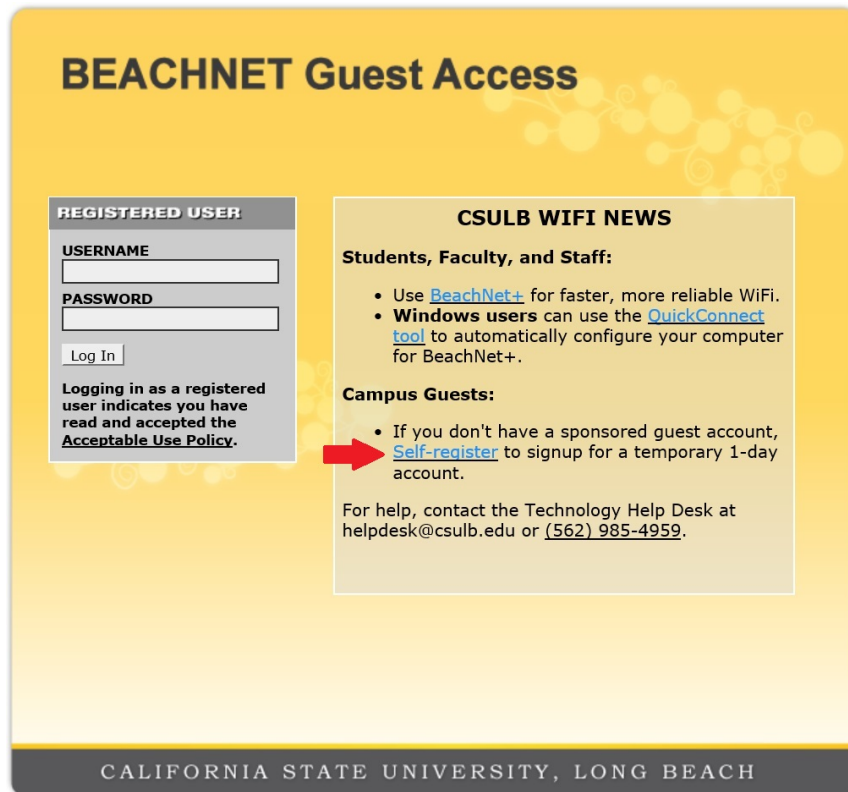 BEACHNET Guest Access
REGISTERED USER
USERNAME
PASSWORD
Log In
Logging in as a registered
user indicates you have
read and accepted the
Acceptable Use Policy.
CSULB WIFI NEWS
Students, Faculty, and Staff:
• Use BeachNet+ for faster, more reliable WiFi.
• Windows users can use the QuickConnect
tool to automatically configure your computer
for BeachNet+.
Campus Guests:
• If you don't have a sponsored guest account,
Self-register to signup for a temporary 1-day
account.
For help, contact the Technology Help Desk at
helpdesk@csulb.edu or (562) 985-4959.
CALIFORNIA STATE UNIVERSITY, LONG BEACH